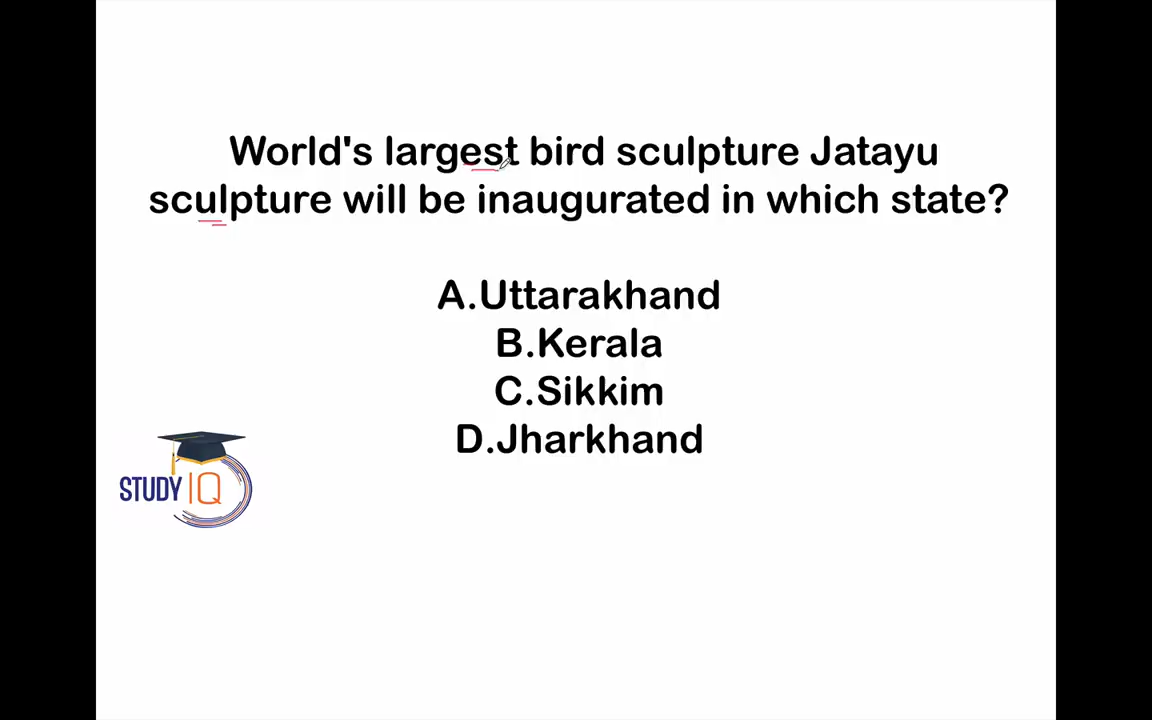 World's largest bird sculpture Jatayu
sculpture will be inaugurated in which state?
A.Uttarakhand
B.Kerala
C.Sikkim
D.Jharkhand
STUDY IQ